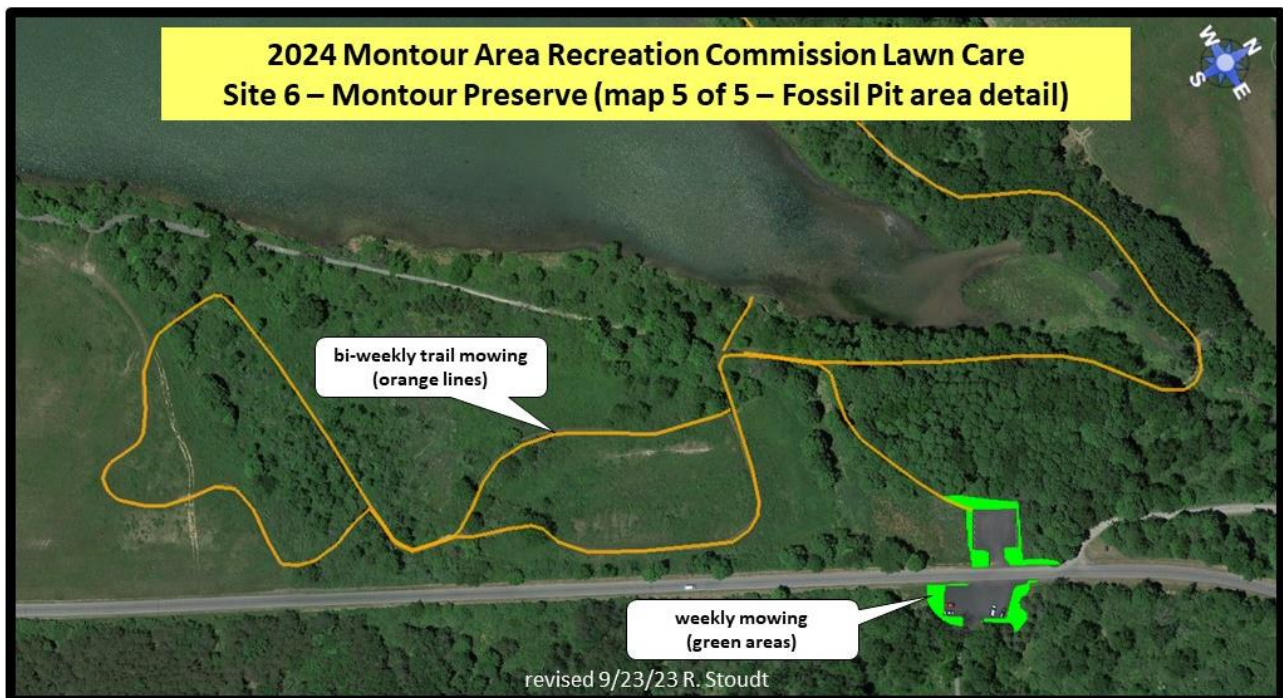 2024 Montour Area Recreation Commission Lawn Care
Site 6 – Montour Preserve (map 5 of 5 – Fossil Pit area detail)
W N
S E
bi-weekly trail mowing
(orange lines)
weekly mowing
(green areas)
revised 9/23/23 R. Stoudt